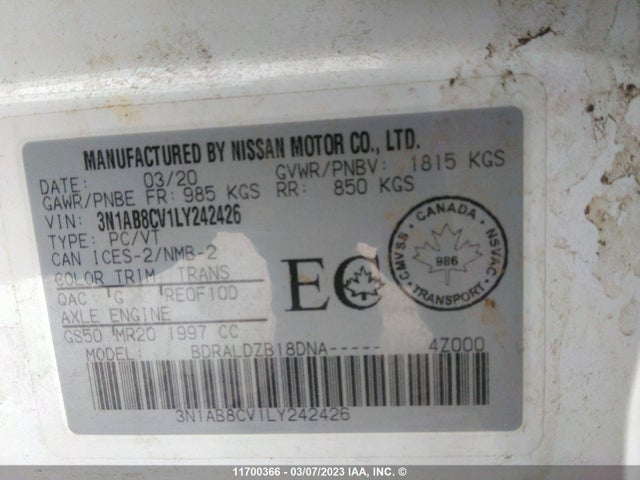 MANUFACTURED BY NISSAN MOTOR CO., LTD.
DATE: 03/20 GVWR/PNBV: 1815 KGS
GAWR/PNBE FR: 985 KGS RR: 850 KGS
VIN: 3N1AB8CV1LY242426
TYPE: PC/VT
CAN ICES-2/NMB-2
COLOR TRIM TRANS
QAC G RE0F10D
AXLE ENGINE
GS50 MR20 1997 CC
MODEL: BDRALDZB18DNA----- 4Z000
EC
CANADA
CMVSS NSVAC
986
TRANSPORT
3N1AB8CV1LY242426
11700366 - 03/07/2023 IAA, INC. ©